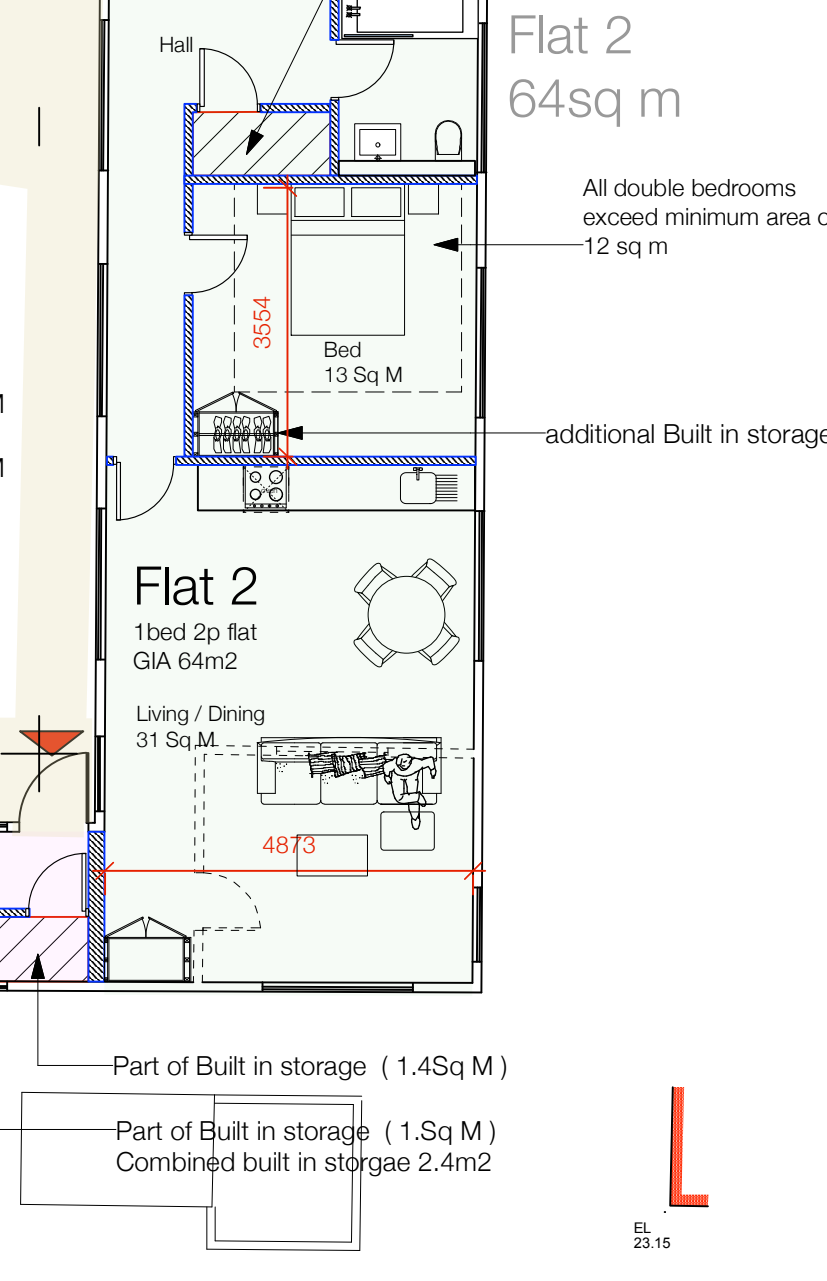 Hall
Flat 2
64sq m
All double bedrooms
exceed minimum area
12 sq m
3554
Bed
13 Sq M
additional Built in storage
Flat 2
1bed 2p flat
GIA 64m2
Living / Dining
31 Sq M
4873
Part of Built in storage ( 1.4Sq M )
Part of Built in storage ( 1.Sq M )
Combined built in storgae 2.4m2
EL
23.15